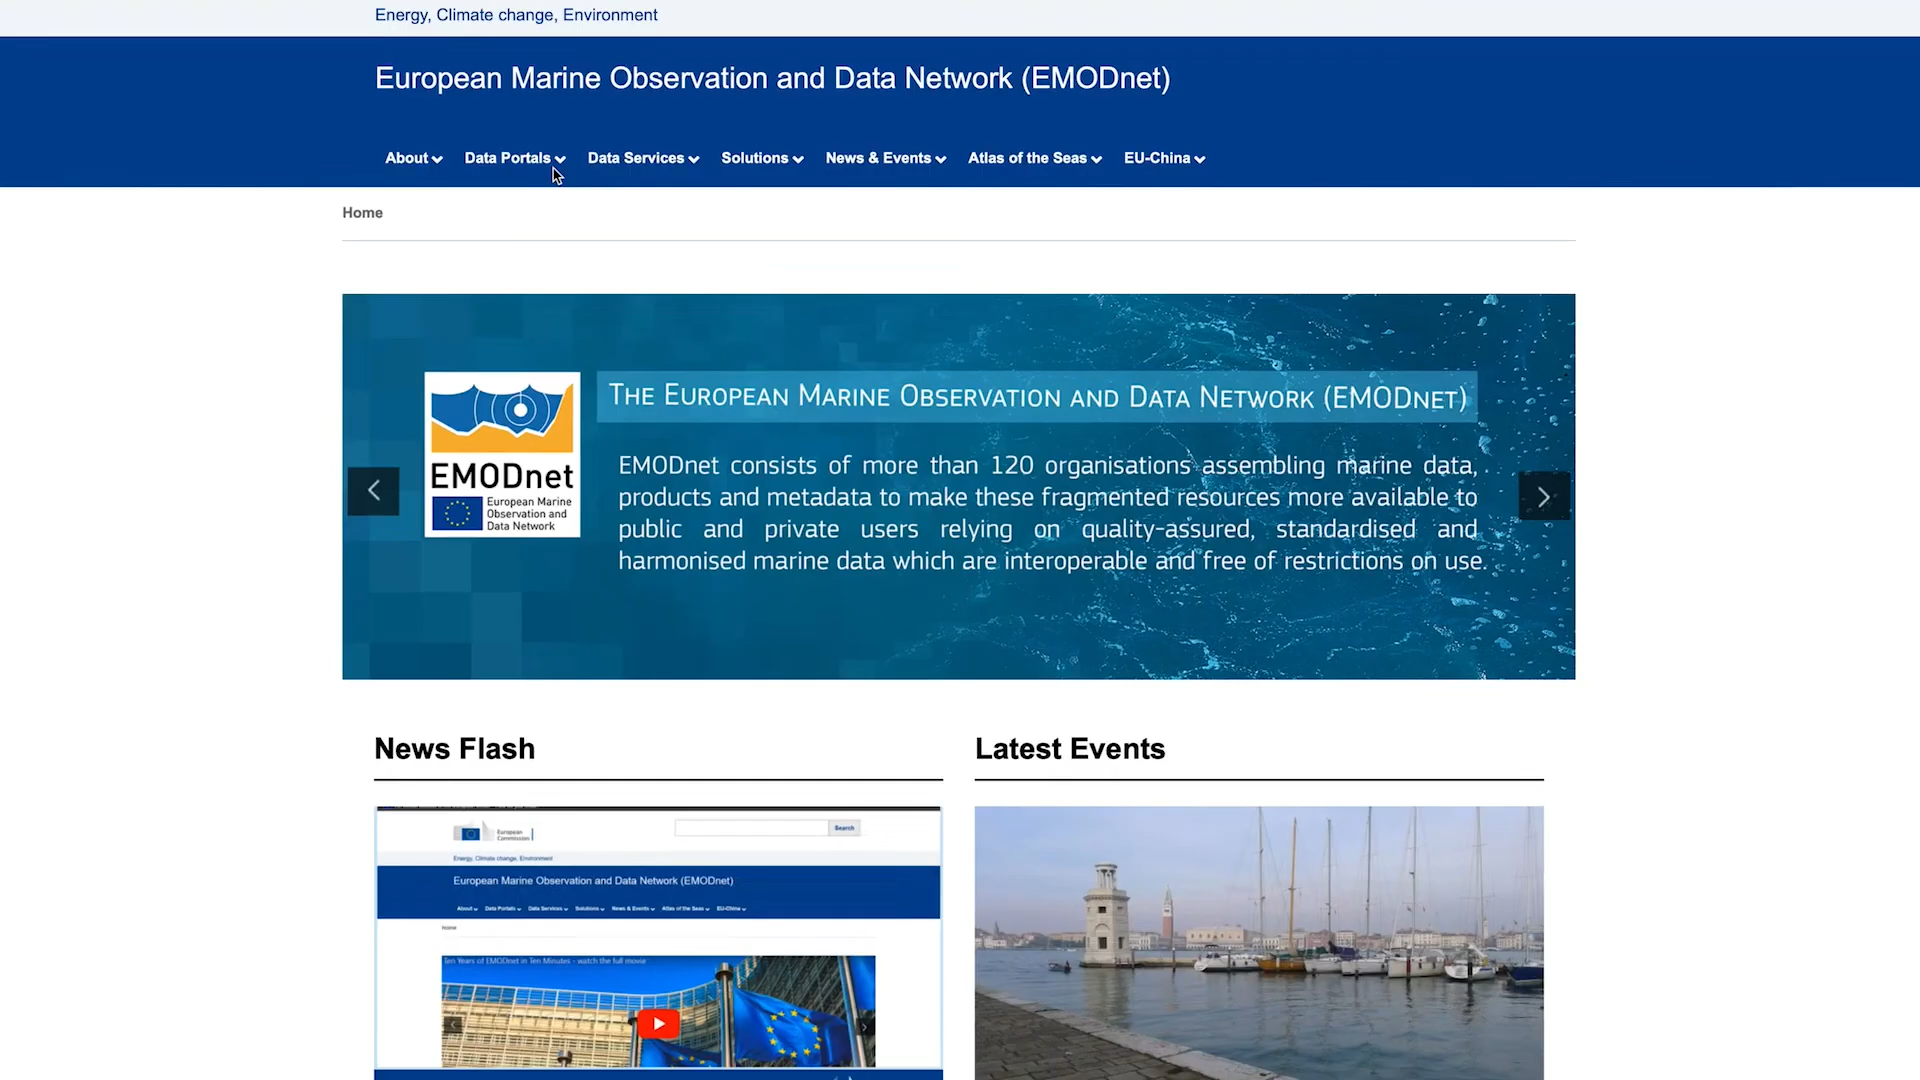 Energy, Climate change, Environment
European Marine Observation and Data Network (EMODnet)
About Data Portals Data Services Solutions News & Events Atlas of the Seas EU-China
Home
THE EUROPEAN MARINE OBSERVATION AND DATA NETWORK (EMODNET)
EMODnet consists of more than 120 organisations assembling marine data,
products and metadata to make these fragmented resources more available to
public and private users relying on quality-assured, standardised and
harmonised marine data which are interoperable and free of restrictions on use.
EMODnet
European Marine
Observation and
Data Network
News Flash
Latest Events
European
Commission
Search
Energy, Climate change, Environment
European Marine Observation and Data Network (EMODnet)
About Data Portals Data Services Solutions News & Events Atlas of the Seas EU-China
Home
Ten Years of EMODnet in Ten Minutes - watch the full movie